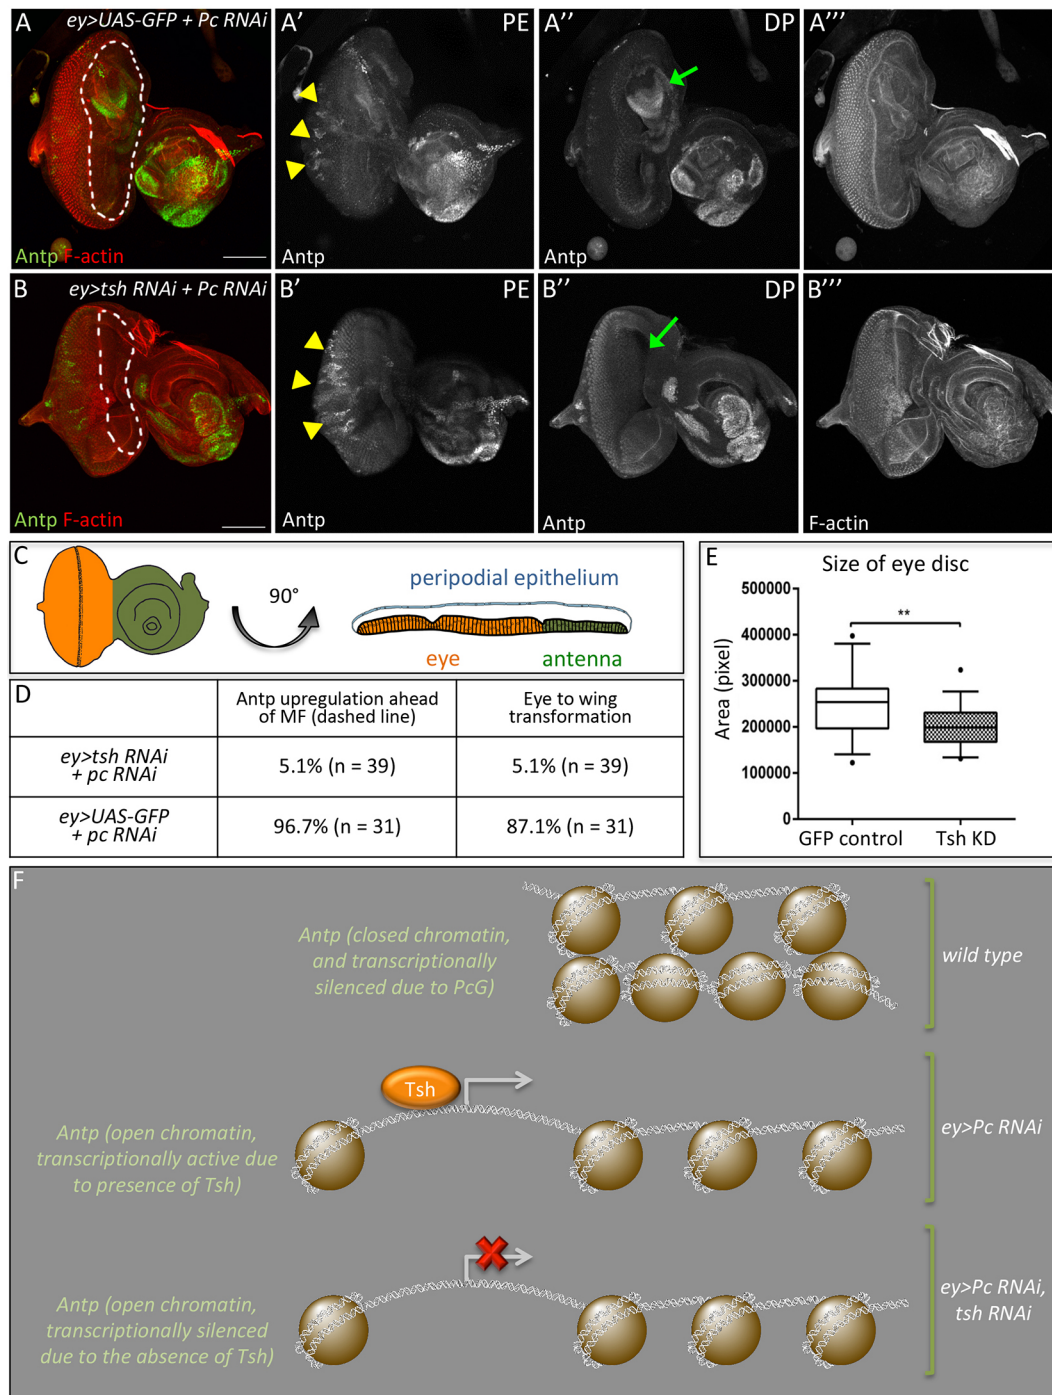 A
ey>UAS-GFP + Pc RNAi
Antp F-actin
A'
PE
Antp
A''
DP
Antp
A'''
B
ey>tsh RNAi + Pc RNAi
Antp F-actin
B'
PE
Antp
B''
DP
Antp
B'''
F-actin
C
90°
peripodial epithelium
eye
antenna
D
Antp upregulation ahead
of MF (dashed line)
Eye to wing
transformation
ey>tsh RNAi
+ pc RNAi
5.1% (n = 39)
5.1% (n = 39)
ey>UAS-GFP
+ pc RNAi
96.7% (n = 31)
87.1% (n = 31)
E
Size of eye disc
Area (pixel)
500000
400000
300000
200000
100000
0
**
GFP control
Tsh KD
F
Antp (closed chromatin,
and transcriptionally
silenced due to PcG)
wild type
Tsh
Antp (open chromatin,
transcriptionally active due
to presence of Tsh)
ey>Pc RNAi
Antp (open chromatin,
transcriptionally silenced
due to the absence of Tsh)
ey>Pc RNAi,
tsh RNAi